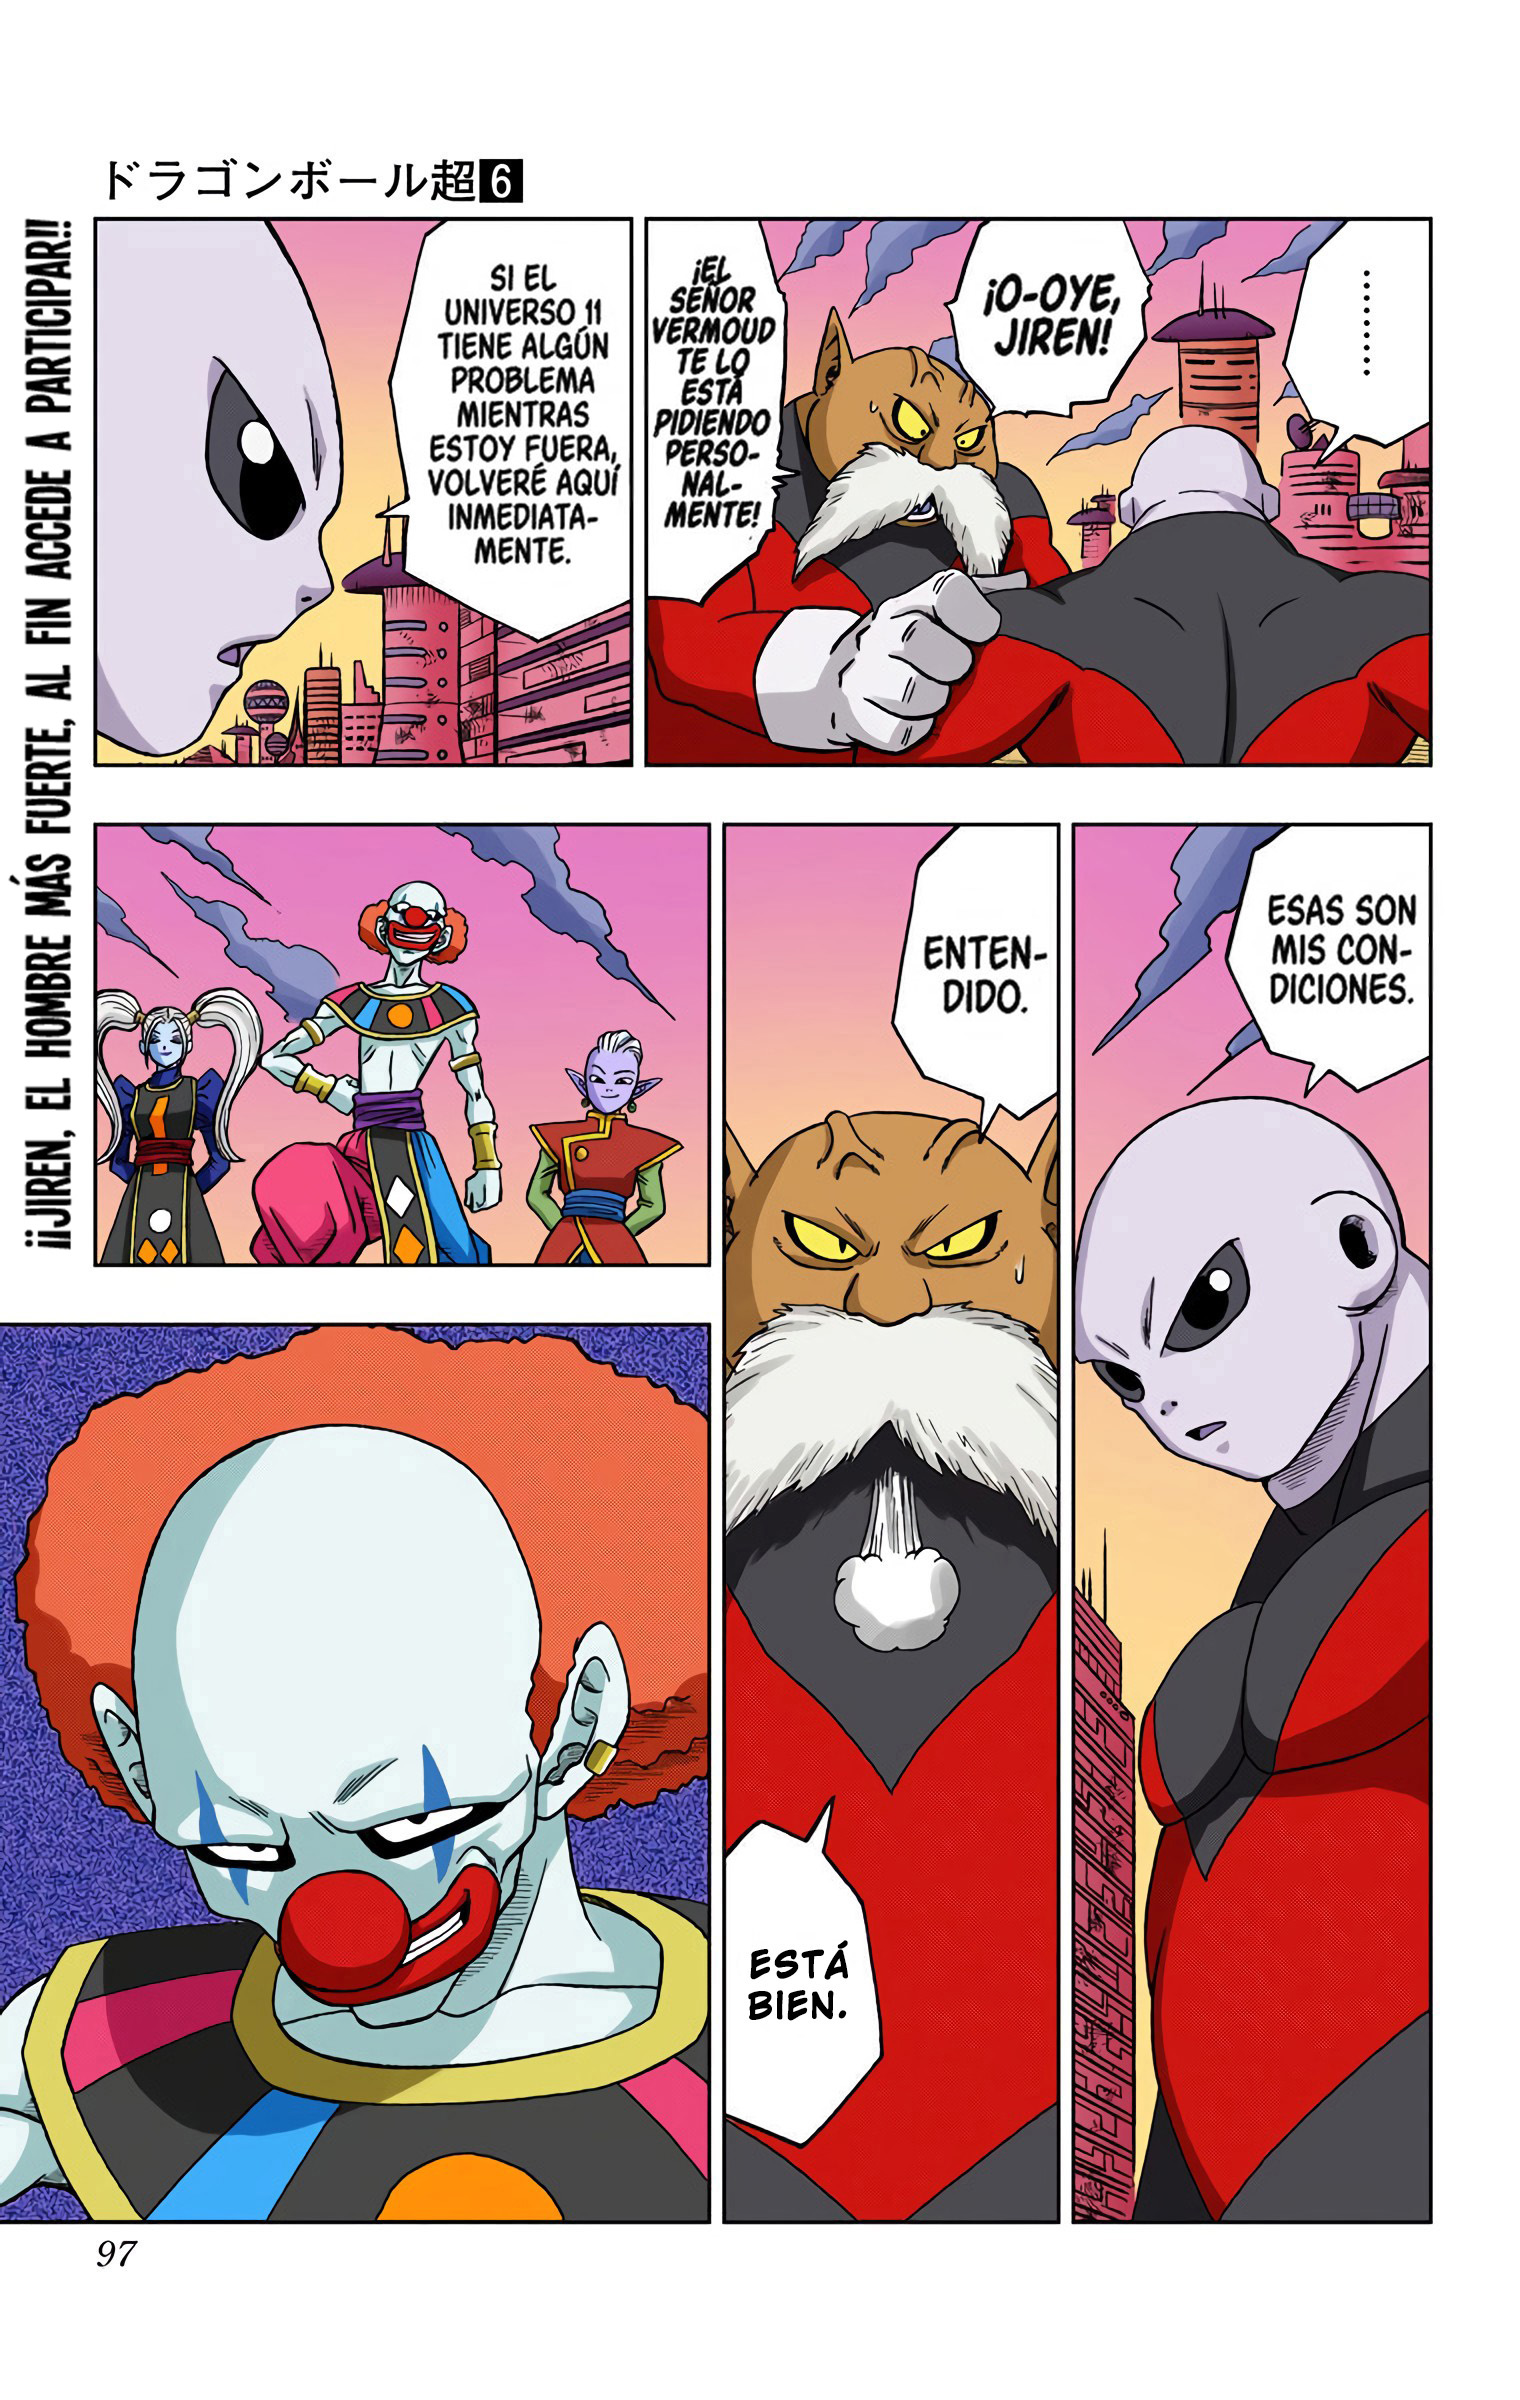 ドラゴンボール超6
¡¡JIREN, EL HOMBRE MÁS FUERTE, AL FIN ACCEDE A PARTICIPAR!!
.........
¡O-OYE,
JIREN!
¡EL
SEÑOR
VERMOUD
TE LO
ESTÁ
PIDIENDO
PERSO-
NAL-
MENTE!
SI EL
UNIVERSO 11
TIENE ALGÚN
PROBLEMA
MIENTRAS
ESTOY FUERA,
VOLVERÉ AQUÍ
INMEDIATA-
MENTE.
ESAS SON
MIS CON-
DICIONES.
ENTEN-
DIDO.
ESTÁ
BIEN.
97